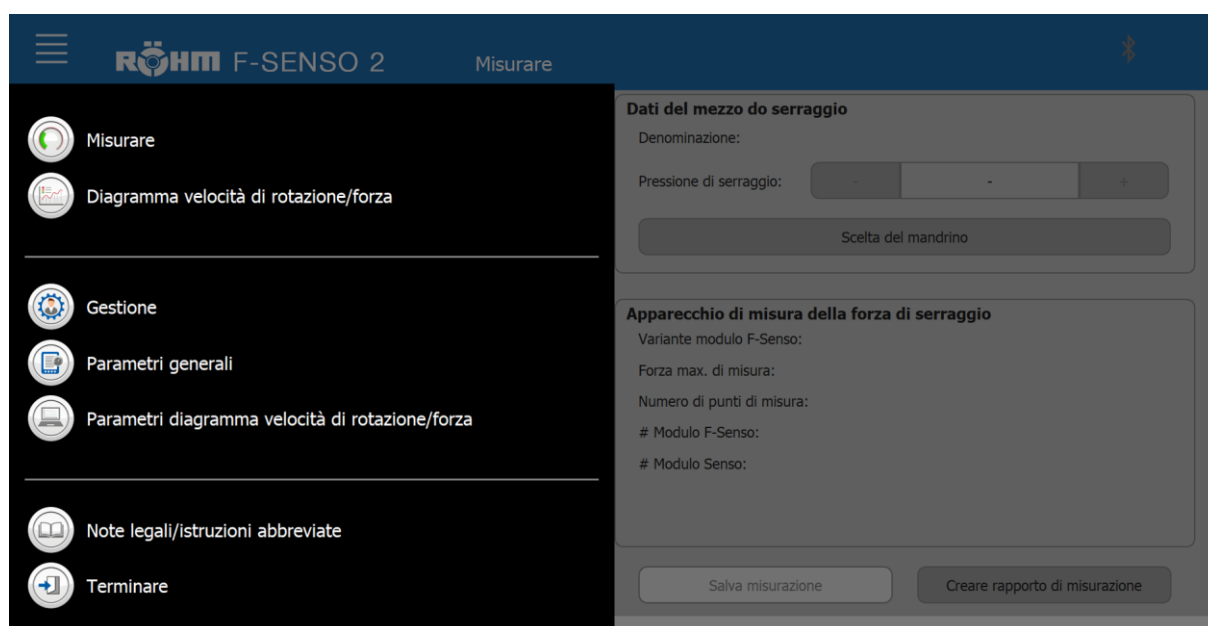 RÖHM F-SENSO 2 Misurare
Misurare
Diagramma velocità di rotazione/forza
Gestione
Parametri generali
Parametri diagramma velocità di rotazione/forza
Note legali/istruzioni abbreviate
Terminare
Dati del mezzo do serraggio
Denominazione:
Pressione di serraggio: - - +
Scelta del mandrino
Apparecchio di misura della forza di serraggio
Variante modulo F-Senso:
Forza max. di misura:
Numero di punti di misura:
# Modulo F-Senso:
# Modulo Senso:
Salva misurazione Creare rapporto di misurazione